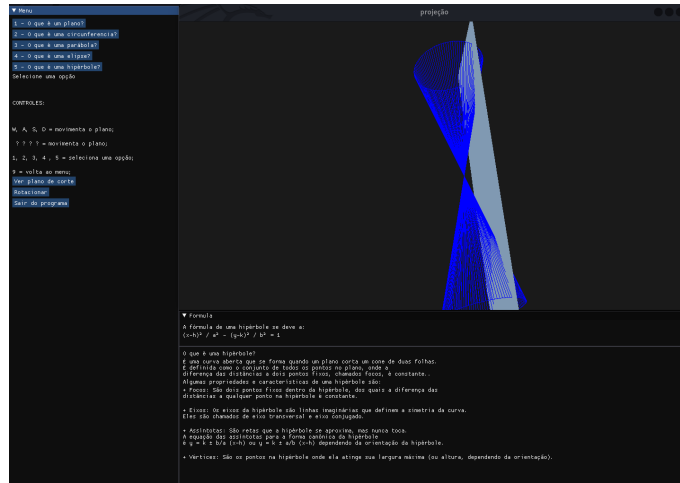 ▼ Menu
1 - O que é um plano?
2 - O que é uma circunferencia?
3 - O que é uma parábola?
4 - O que é uma elipse?
5 - O que é uma hipérbole?
Selecione uma opção
CONTROLES:
W, A, S, D = movimenta o plano;
? ? ? ? = movimenta o plano;
1, 2, 3, 4 , 5 = seleciona uma opção;
9 = volta ao menu;
Ver plano de corte
Rotacionar
Sair do programa
projeção
▼ Formula
A fórmula de uma hipérbole se deve a:
(x-h)² / a² - (y-k)² / b² = 1
O que é uma hipérbole?
É uma curva aberta que se forma quando um plano corta um cone de duas folhas.
É definida como o conjunto de todos os pontos no plano, onde a
diferença das distâncias a dois pontos fixos, chamados focos, é constante..
Algumas propriedades e características de uma hipérbole são:
+ Focos: São dois pontos fixos dentro da hipérbole, dos quais a diferença das
distâncias a qualquer ponto na hipérbole é constante.
+ Eixos: Os eixos da hipérbole são linhas imaginárias que definem a simetria da curva.
Eles são chamados de eixo transversal e eixo conjugado.
+ Assíntotas: São retas que a hipérbole se aproxima, mas nunca toca.
A equação das assíntotas para a forma canônica da hipérbole
é y = k ± b/a (x-h) ou y = k ± a/b (x-h) dependendo da orientação da hipérbole.
+ Vértices: São os pontos na hipérbole onde ela atinge sua largura máxima (ou altura, dependendo da orientação).